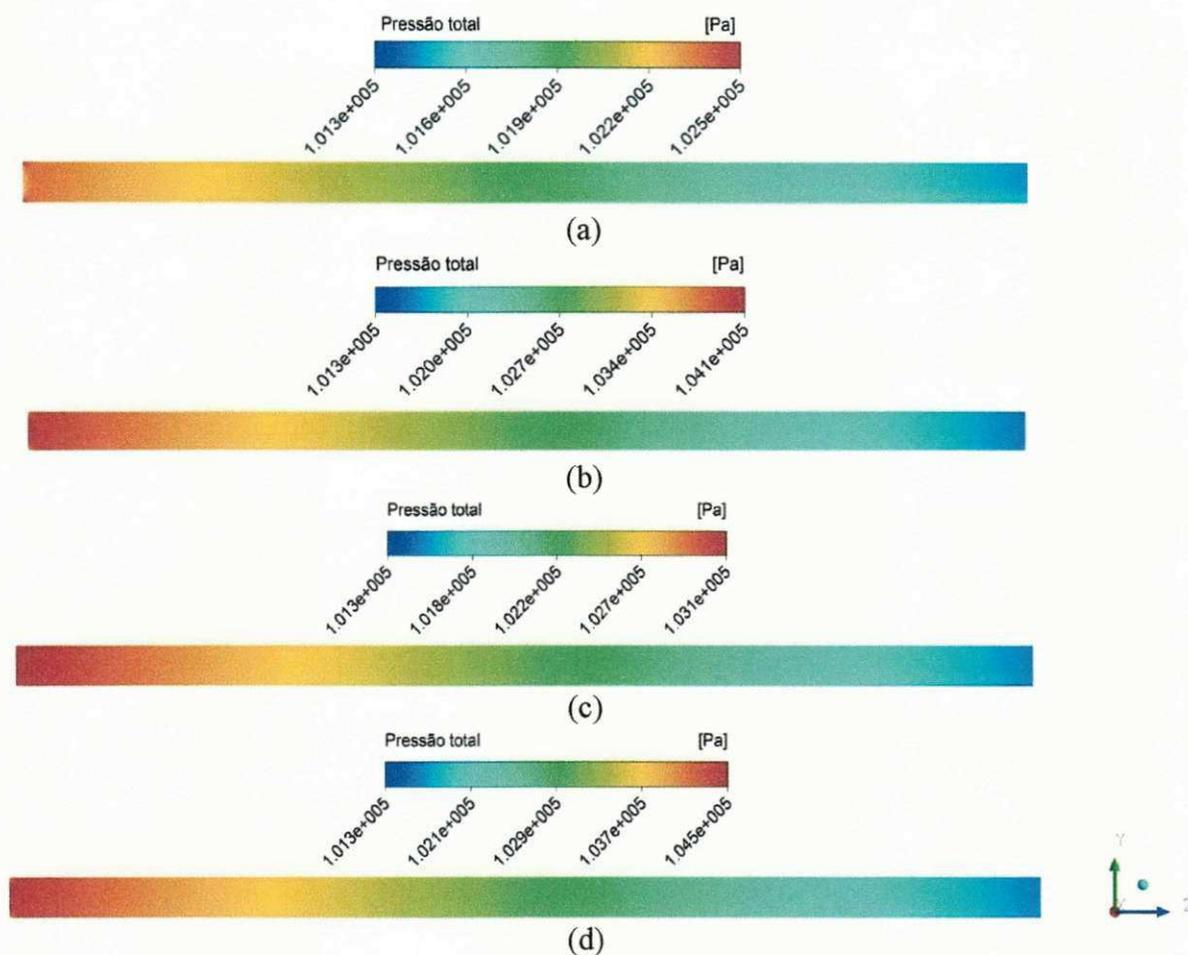 Pressão total [Pa]
1.013e+005 1.016e+005 1.019e+005 1.022e+005 1.025e+005
(a)
Pressão total [Pa]
1.013e+005 1.020e+005 1.027e+005 1.034e+005 1.041e+005
(b)
Pressão total [Pa]
1.013e+005 1.018e+005 1.022e+005 1.027e+005 1.031e+005
(c)
Pressão total [Pa]
1.013e+005 1.021e+005 1.029e+005 1.037e+005 1.045e+005
(d)
Y
Z